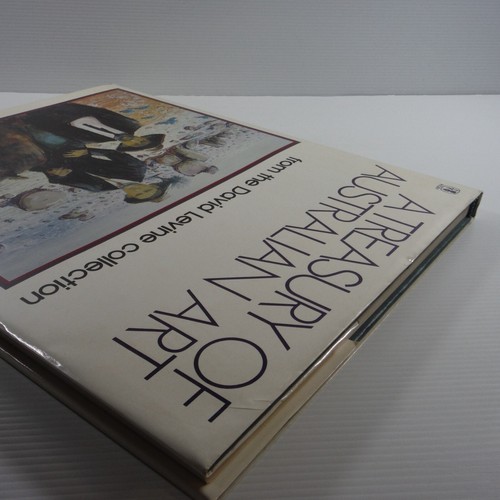 A TREASURY OF
AUSTRALIAN ART
from the David Levine collection